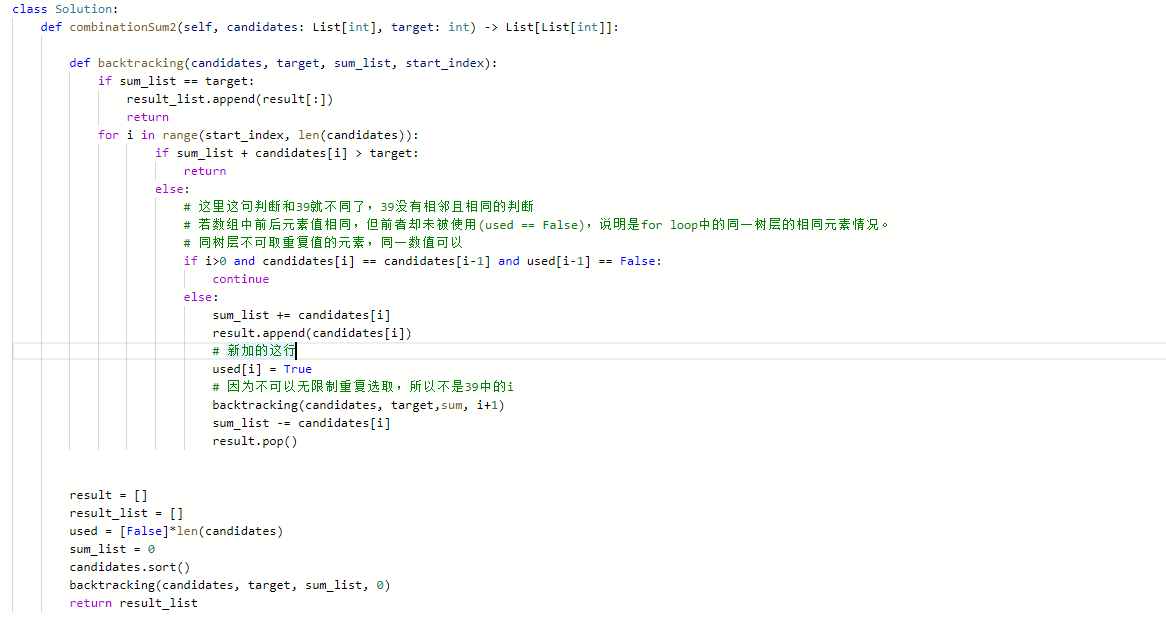 class Solution:
    def combinationSum2(self, candidates: List[int], target: int) -> List[List[int]]:
        def backtracking(candidates, target, sum_list, start_index):
            if sum_list == target:
                result_list.append(result[:])
                return
            for i in range(start_index, len(candidates)):
                    if sum_list + candidates[i] > target:
                        return
                    else:
                        # 这里这句判断和39就不同了，39没有相邻且相同的判断
                        # 若数组中前后元素值相同，但前者却未被使用(used == False)，说明是for loop中的同一树层的相同元素情况。
                        # 同树层不可取重复值的元素，同一数值可以
                        if i>0 and candidates[i] == candidates[i-1] and used[i-1] == False:
                            continue
                        else:
                            sum_list += candidates[i]
                            result.append(candidates[i])
                            # 新加的这行
                            used[i] = True
                            # 因为不可以无限制重复选取，所以不是39中的i
                            backtracking(candidates, target,sum, i+1)
                            sum_list -= candidates[i]
                            result.pop()
        result = []
        result_list = []
        used = [False]*len(candidates)
        sum_list = 0
        candidates.sort()
        backtracking(candidates, target, sum_list, 0)
        return result_list